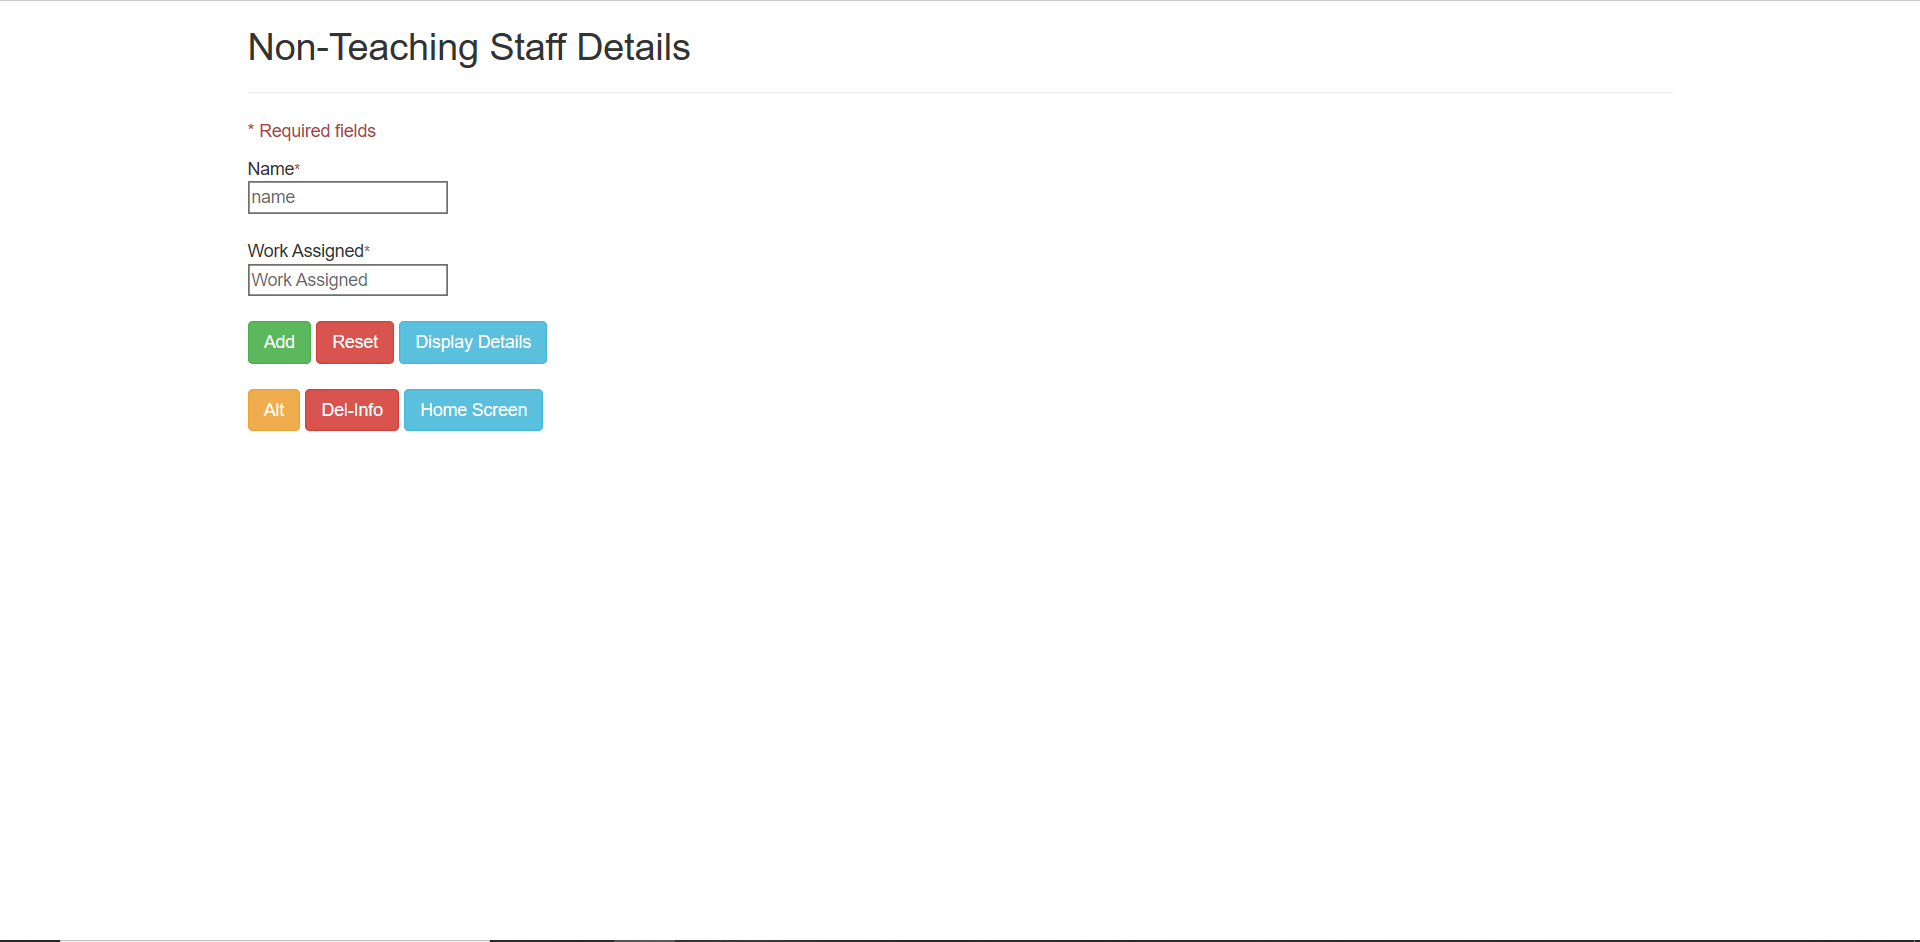 Non-Teaching Staff Details
* Required fields
Name*
name
Work Assigned*
Work Assigned
Add Reset Display Details
Alt Del-Info Home Screen